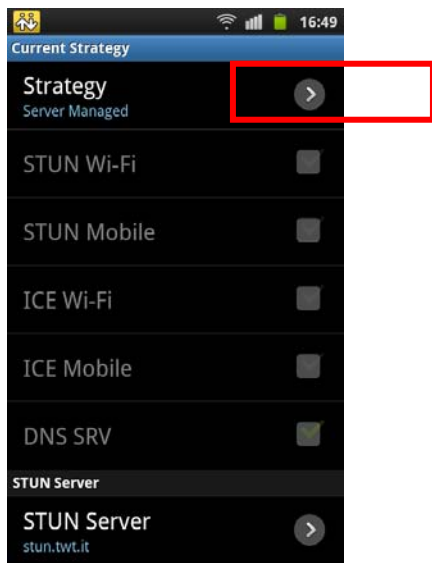 16:49
Current Strategy
Strategy
Server Managed
STUN Wi-Fi
STUN Mobile
ICE Wi-Fi
ICE Mobile
DNS SRV
STUN Server
STUN Server
stun.twt.it